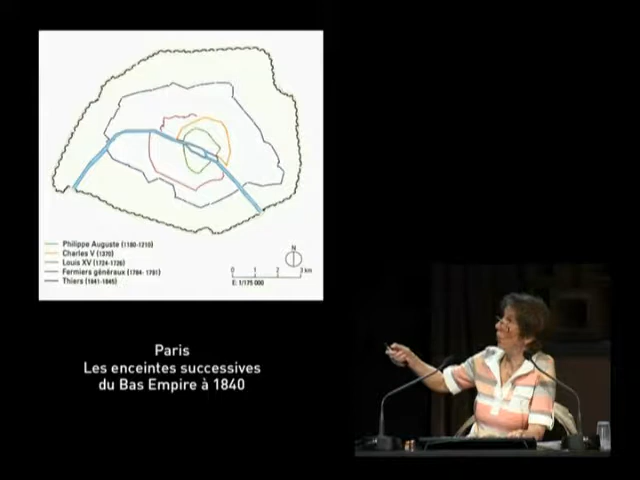 Philippe Auguste (1180-1210)
Charles V (1370)
Louis XV (1724-1726)
Fermiers généraux (1784-1791)
Thiers (1841-1845)
N
0 1 2 3 km
E: 1/175 000
Paris
Les enceintes successives
du Bas Empire à 1840